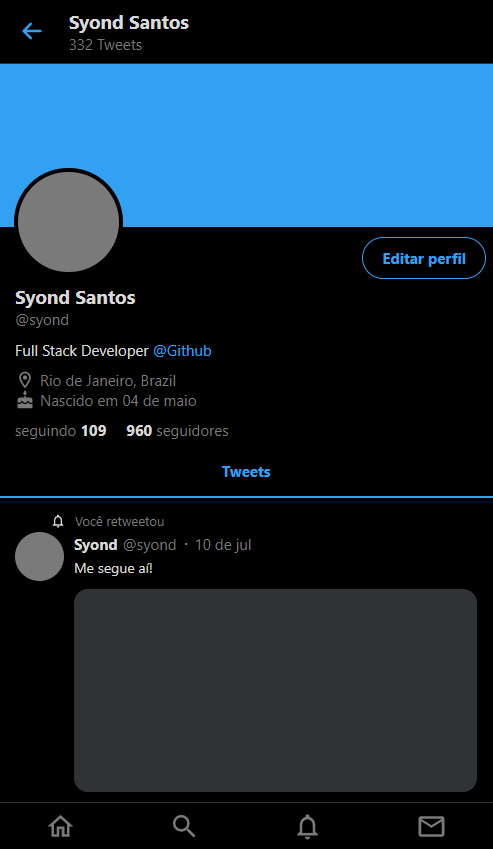 Syond Santos
332 Tweets
Editar perfil
Syond Santos
@syond
Full Stack Developer @Github
Rio de Janeiro, Brazil
Nascido em 04 de maio
seguindo 109 960 seguidores
Tweets
Você retweetou
Syond @syond · 10 de jul
Me segue aí!